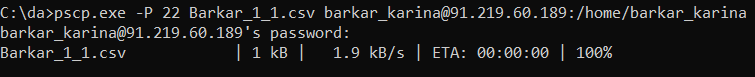 C:\da>pscp.exe -P 22 Barkar_1_1.csv barkar_karina@91.219.60.189:/home/barkar_karina
barkar_karina@91.219.60.189's password:
Barkar_1_1.csv            | 1 kB |   1.9 kB/s | ETA: 00:00:00 | 100%